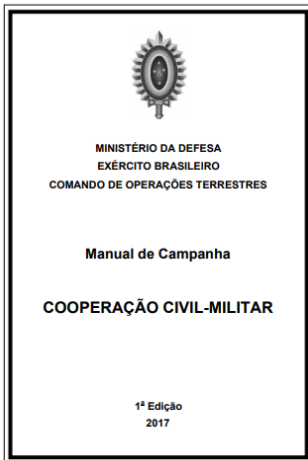 MINISTÉRIO DA DEFESA
EXÉRCITO BRASILEIRO
COMANDO DE OPERAÇÕES TERRESTRES
Manual de Campanha
COOPERAÇÃO CIVIL-MILITAR
1ª Edição
2017